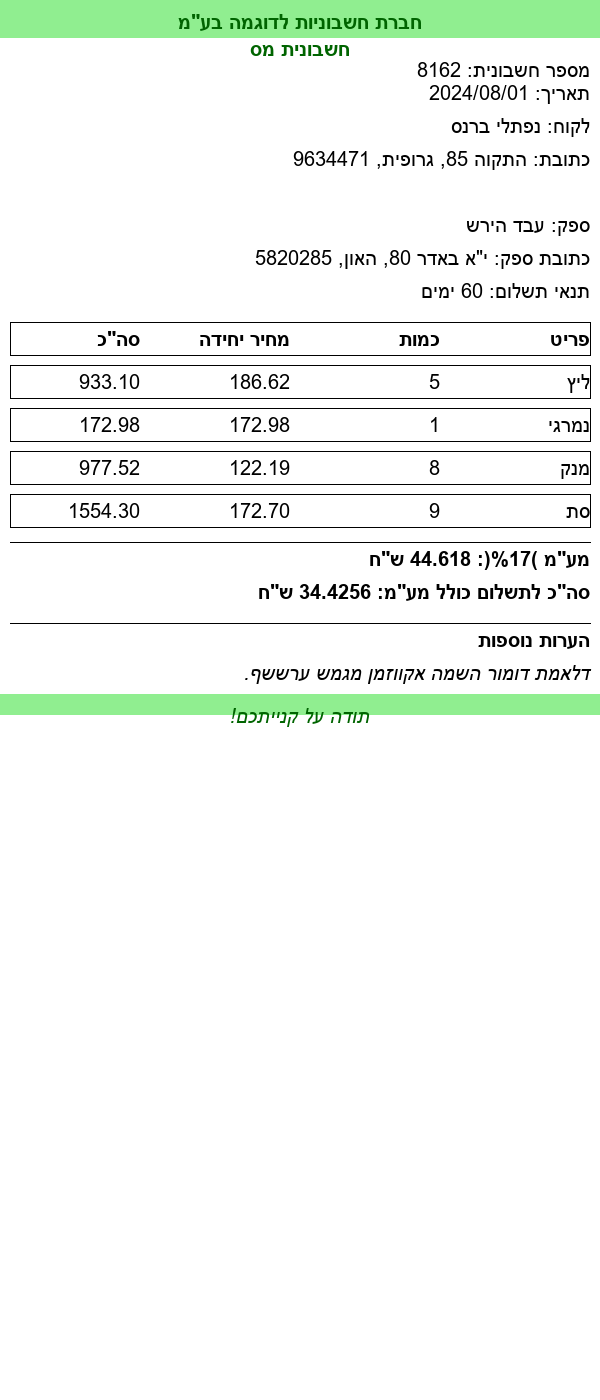 חברת חשבוניות לדוגמה בע"מ
חשבונית מס
מספר חשבונית: 8162
תאריך: 2024/08/01
לקוח: נפתלי ברנס
כתובת: התקוה 85, גרופית, 9634471
ספק: עבד הירש
כתובת ספק: י"א באדר 80, האון, 5820285
תנאי תשלום: 60 ימים
פריט כמות מחיר יחידה סה"כ
ליץ 5 186.62 933.10
נמרגי 1 172.98 172.98
מנק 8 122.19 977.52
סת 9 172.70 1554.30
מע"מ )17%(: 44.618 ש"ח
סה"כ לתשלום כולל מע"מ: 34.4256 ש"ח
הערות נוספות
דלאמת דומור השמה אקווזמן מגמש ערששף.
תודה על קנייתכם!